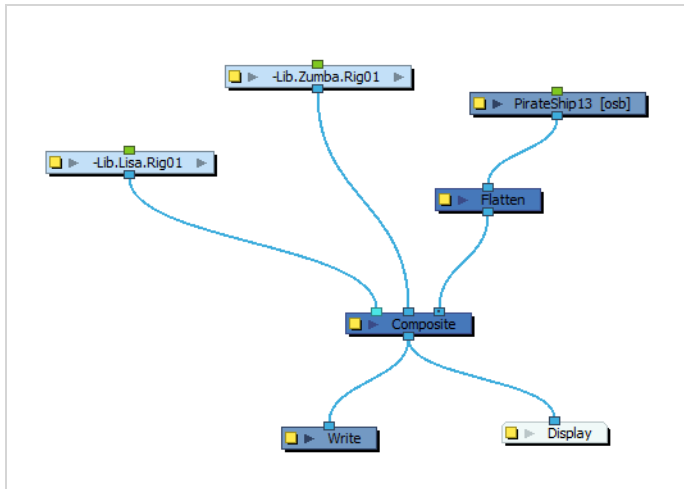 -Lib.Zumba.Rig01
PirateShip13 [osb]
-Lib.Lisa.Rig01
Flatten
Composite
Write
Display